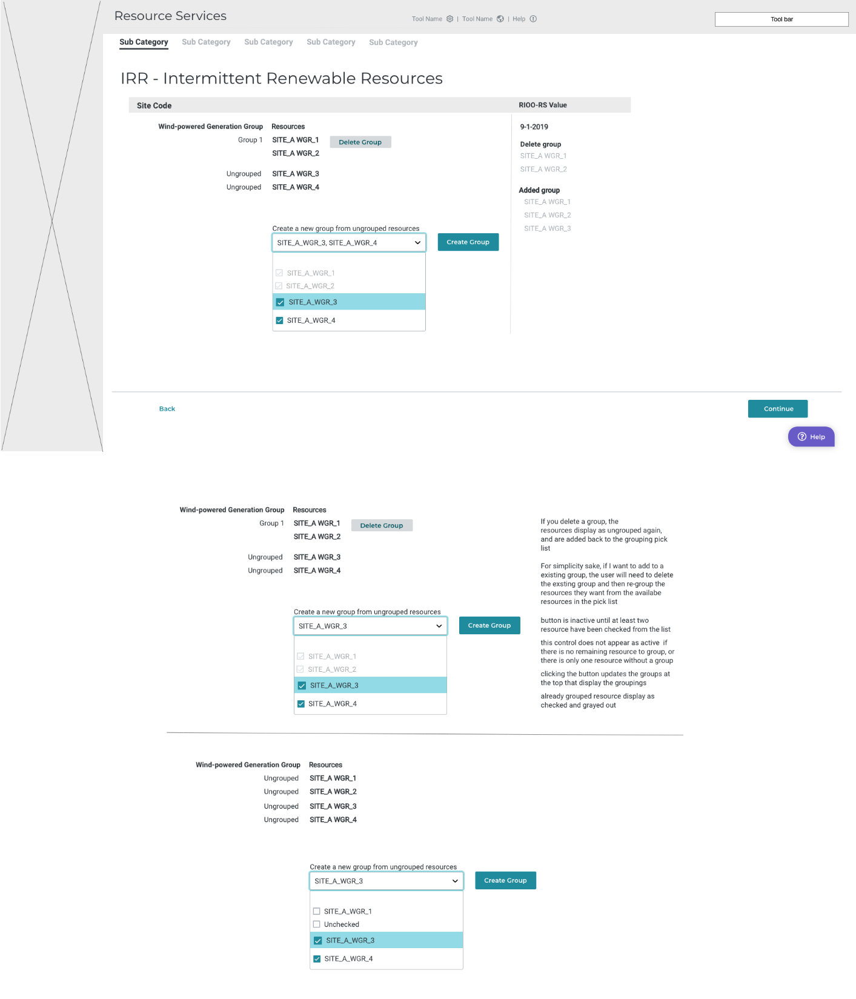 Resource Services
Tool Name | Tool Name | Help
Tool bar
Sub Category Sub Category Sub Category Sub Category Sub Category
IRR - Intermittent Renewable Resources
Site Code
RIOO-RS Value
Wind-powered Generation Group Resources
Group 1 SITE_A WGR_1 Delete Group
SITE_A WGR_2
Ungrouped SITE_A WGR_3
Ungrouped SITE_A WGR_4
9-1-2019
Delete group
SITE_A WGR_1
SITE_A WGR_2
Added group
SITE_A WGR_1
SITE_A WGR_2
SITE_A WGR_3
Create a new group from ungrouped resources
SITE_A_WGR_3, SITE_A_WGR_4 Create Group
SITE_A_WGR_1
SITE_A_WGR_2
SITE_A_WGR_3
SITE_A_WGR_4
Back
Continue
Help
Wind-powered Generation Group Resources
Group 1 SITE_A WGR_1 Delete Group
SITE_A WGR_2
Ungrouped SITE_A WGR_3
Ungrouped SITE_A WGR_4
Create a new group from ungrouped resources
SITE_A_WGR_3 Create Group
SITE_A_WGR_1
SITE_A_WGR_2
SITE_A_WGR_3
SITE_A_WGR_4
If you delete a group, the
resources display as ungrouped again,
and are added back to the grouping pick
list
For simplicity sake, if I want to add to a
existing group, the user will need to delete
the exsting group and then re-group the
resources they want from the availabe
resources in the pick list
button is inactive until at least two
resource have been checked from the list
this control does not appear as active if
there is no remaining resource to group, or
there is only one resource without a group
clicking the button updates the groups at
the top that display the groupings
already grouped resource display as
checked and grayed out
Wind-powered Generation Group Resources
Ungrouped SITE_A WGR_1
Ungrouped SITE_A WGR_2
Ungrouped SITE_A WGR_3
Ungrouped SITE_A WGR_4
Create a new group from ungrouped resources
SITE_A_WGR_3 Create Group
SITE_A_WGR_1
Unchecked
SITE_A_WGR_3
SITE_A_WGR_4